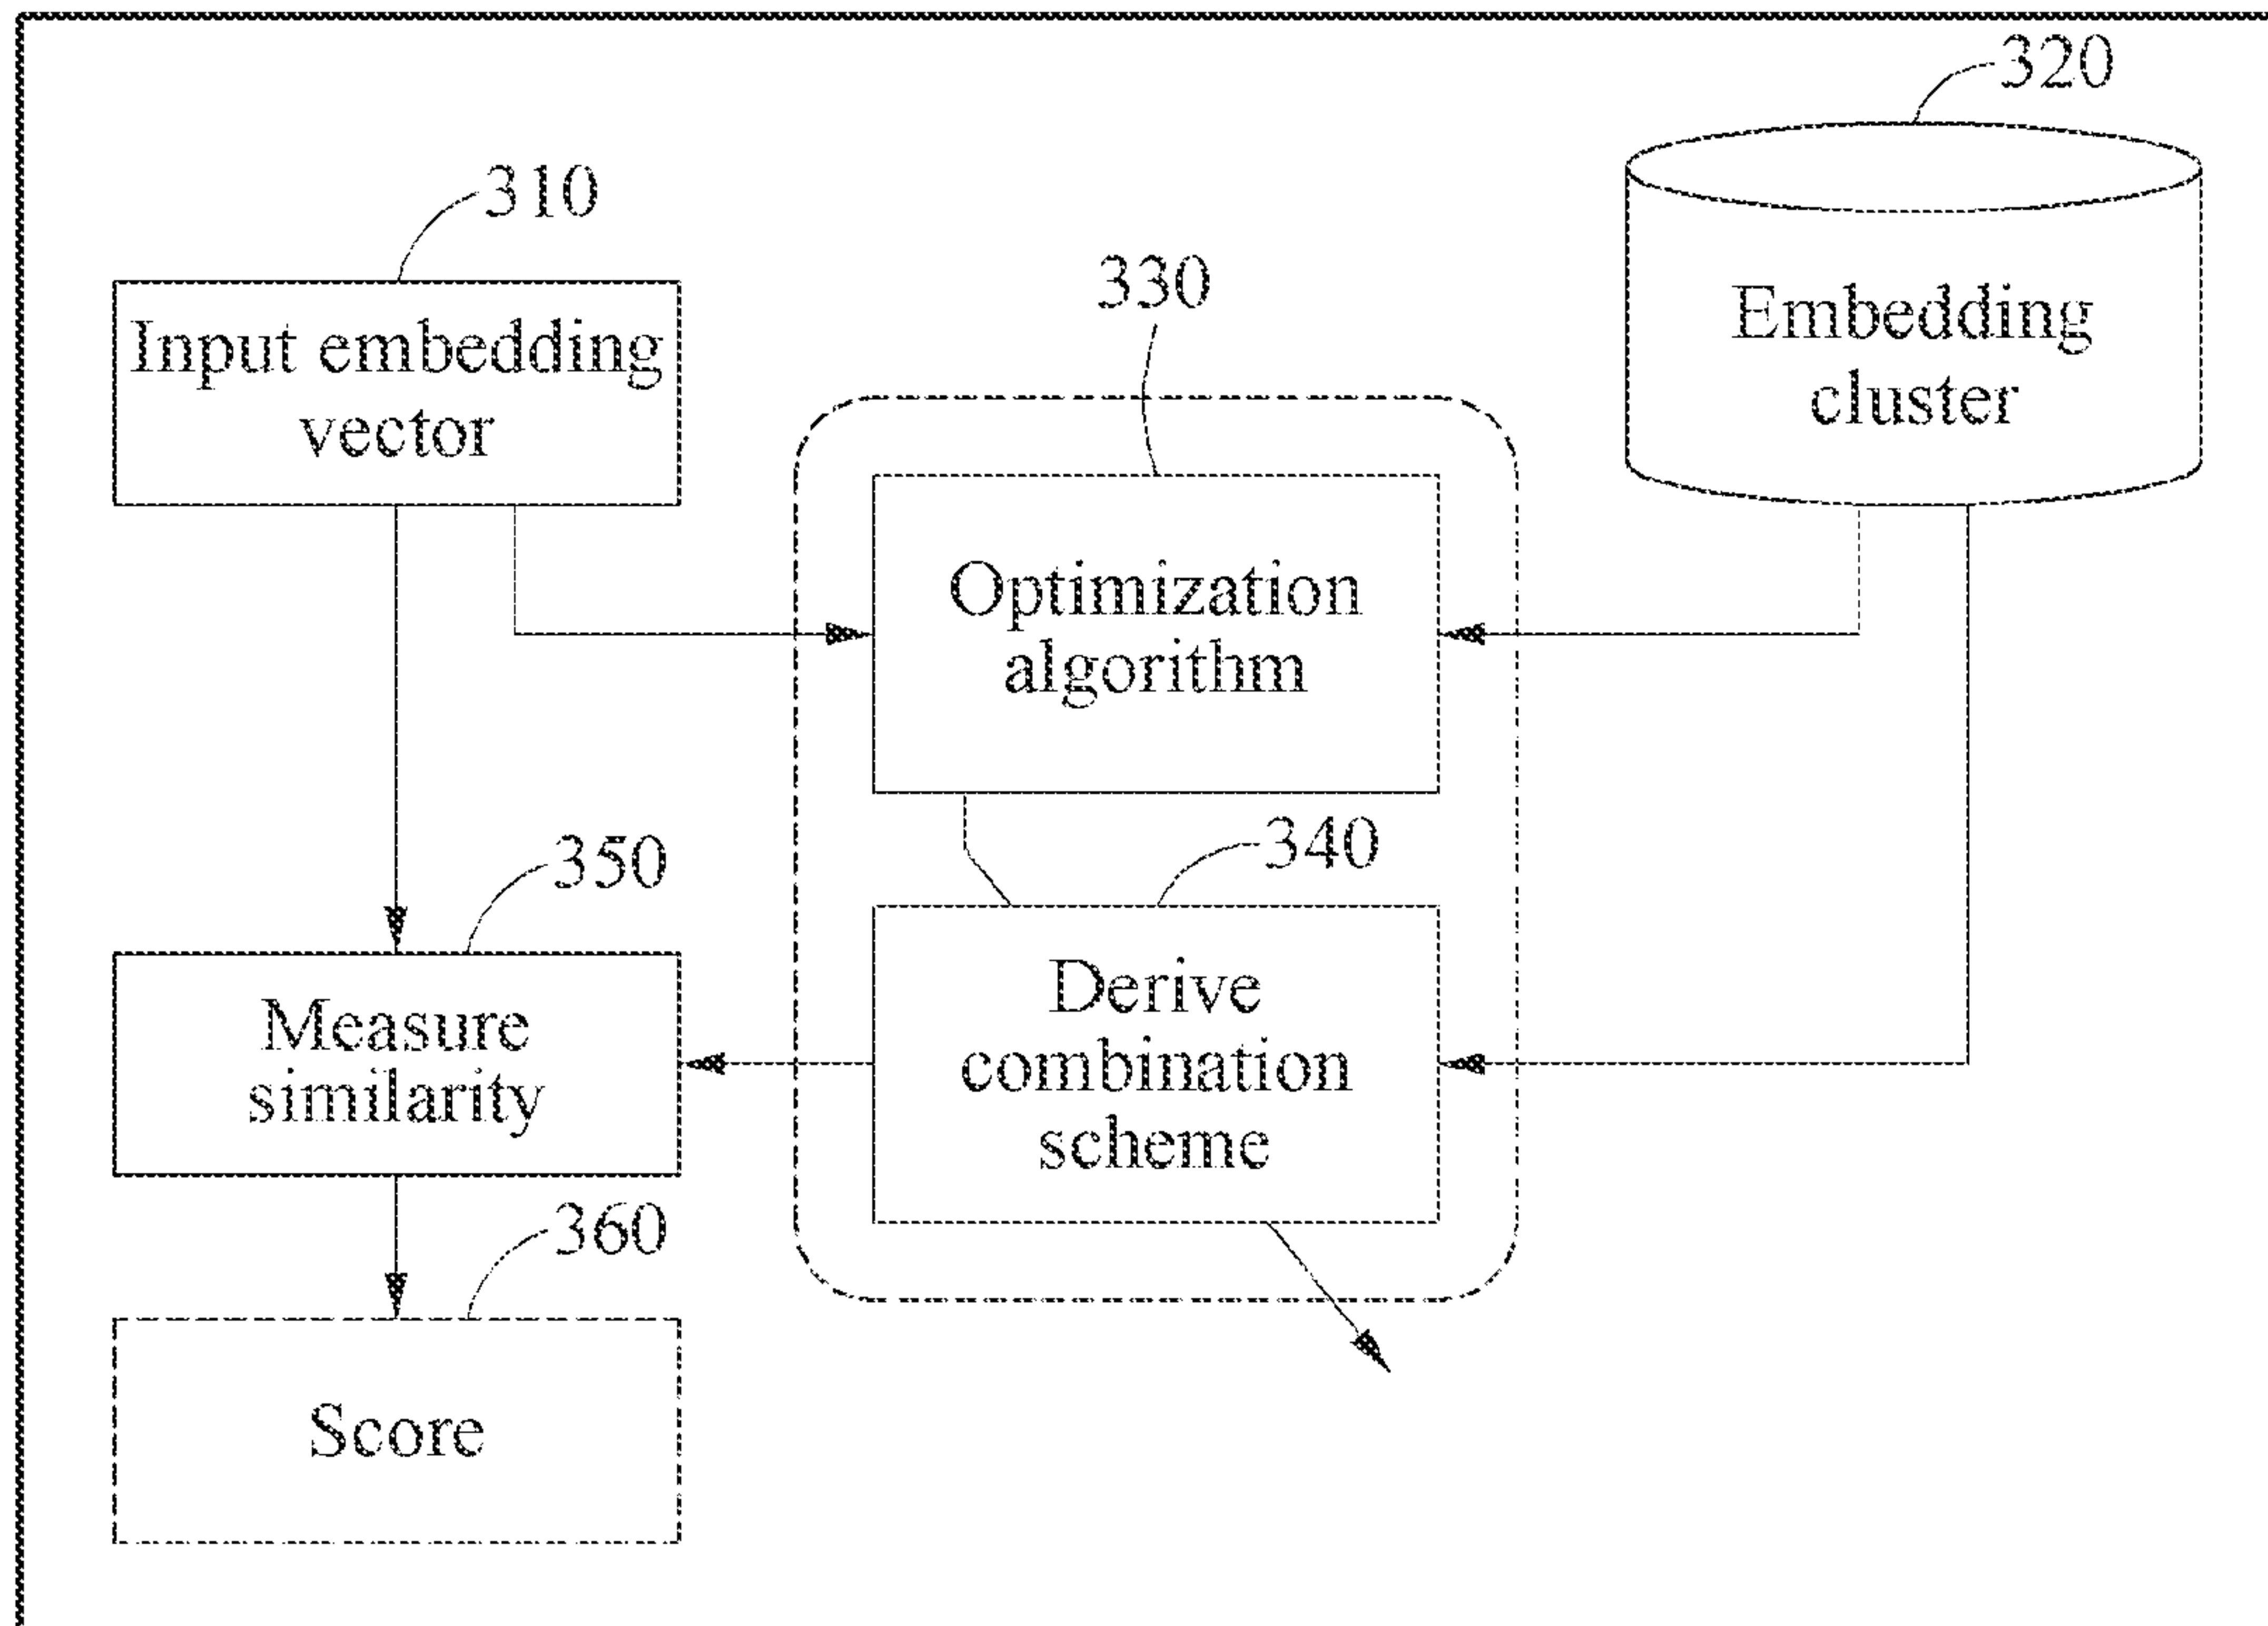 320
310
330
Input embedding
vector
Embedding
cluster
Optimization
algorithm
340
350
Derive
combination
scheme
Measure
similarity
360
Score